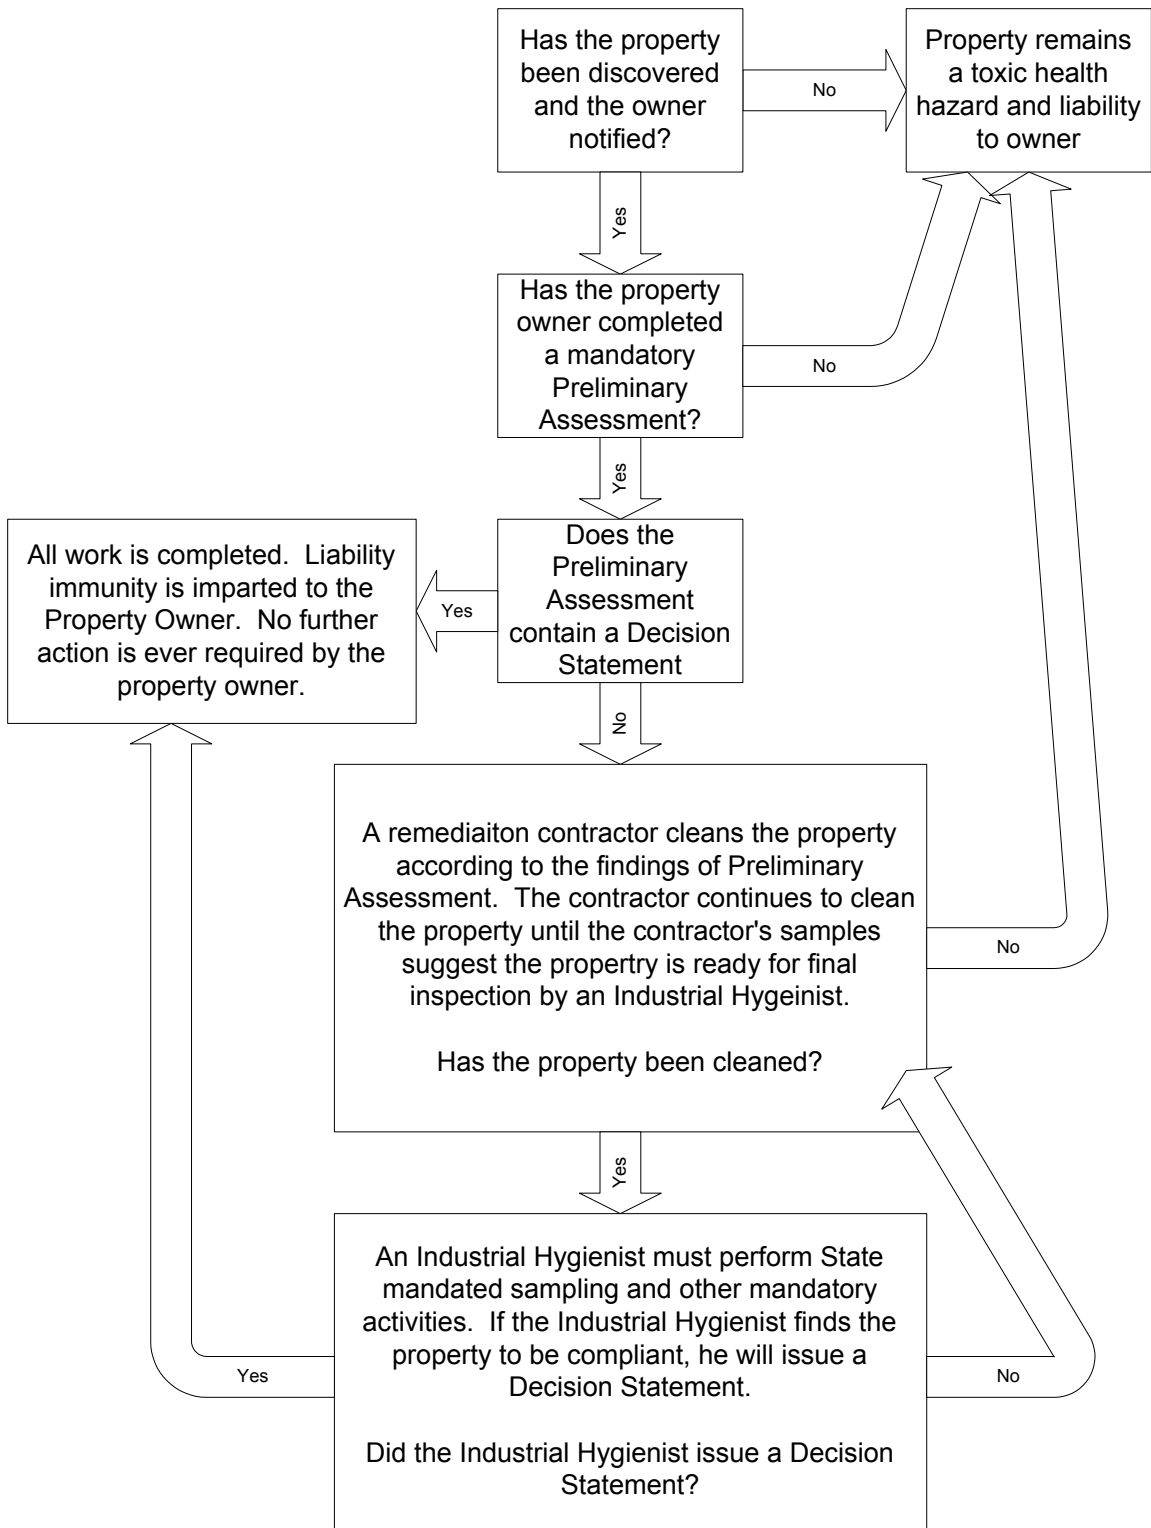 Has the property
been discovered
and the owner
notified?
No
Property remains
a toxic health
hazard and liability
to owner
Yes
Has the property
owner completed
a mandatory
Preliminary
Assessment?
No
Yes
Does the
Preliminary
Assessment
contain a Decision
Statement
Yes
All work is completed.  Liability
immunity is imparted to the
Property Owner.  No further
action is ever required by the
property owner.
No
A remediaiton contractor cleans the property
according to the findings of Preliminary
Assessment.  The contractor continues to clean
the property until the contractor's samples
suggest the propertry is ready for final
inspection by an Industrial Hygeinist.
Has the property been cleaned?
No
Yes
An Industrial Hygienist must perform State
mandated sampling and other mandatory
activities.  If the Industrial Hygienist finds the
property to be compliant, he will issue a
Decision Statement.
Did the Industrial Hygienist issue a Decision
Statement?
Yes
No